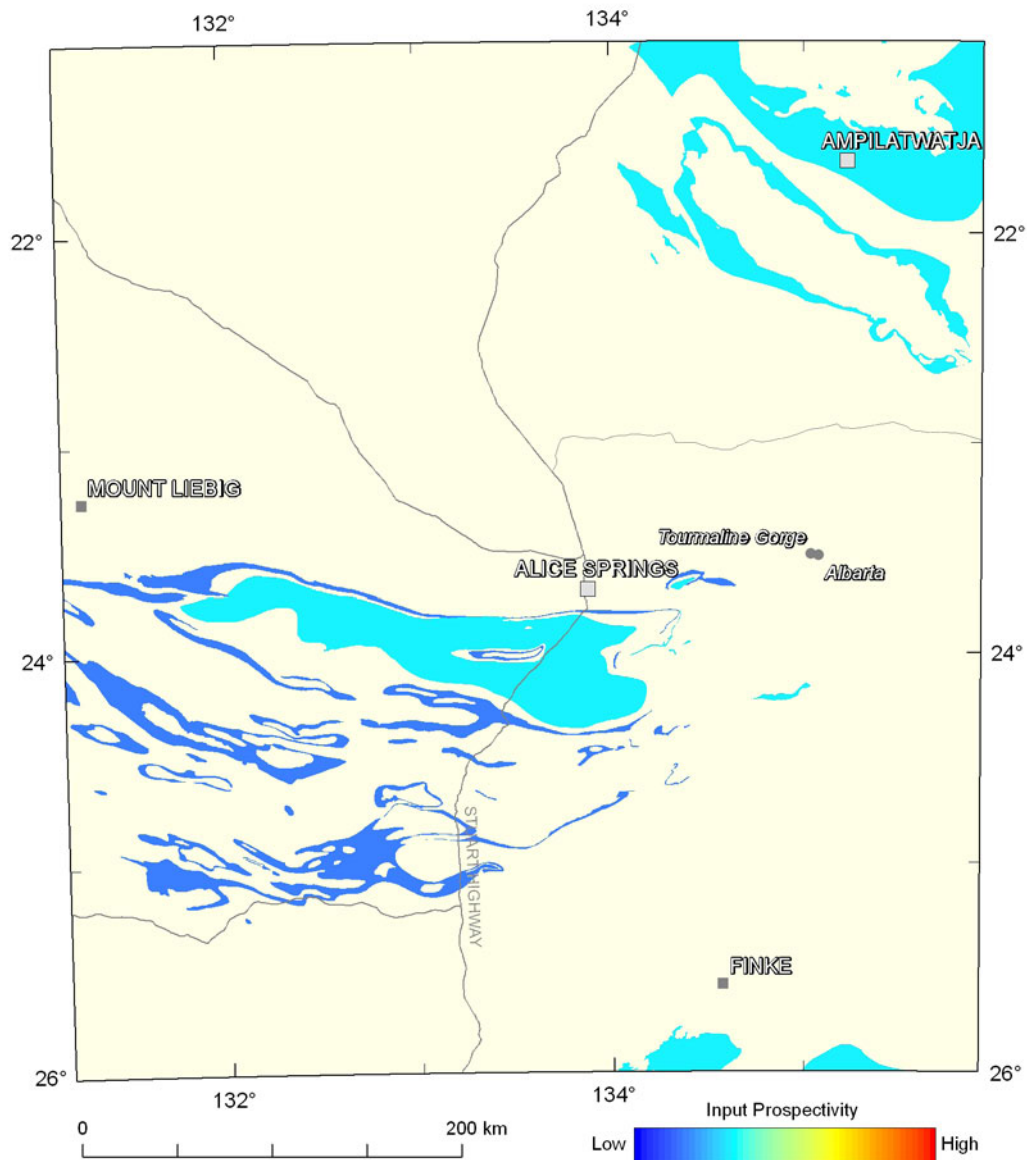 132° 134°
AMPILATWATJA
22° 22°
MOUNT LIEBIG
Tourmaline Gorge
ALICE SPRINGS
Albarta
24° 24°
STUART HIGHWAY
FINKE
26° 26°
132° 134°
Input Prospectivity
0 200 km
Low High